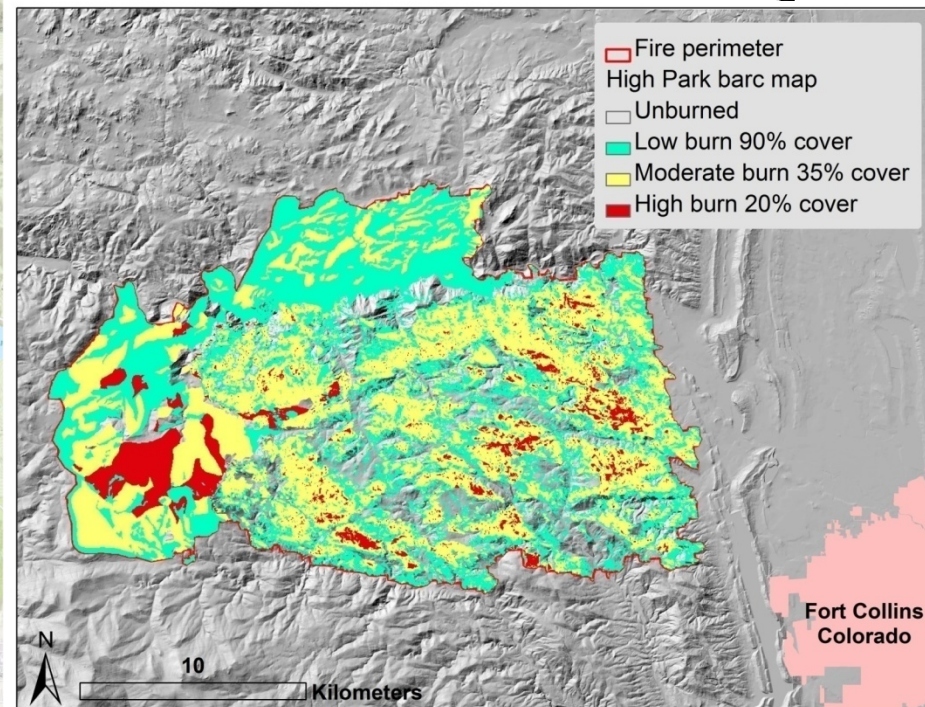 Fire perimeter
High Park barc map
Unburned
Low burn 90% cover
Moderate burn 35% cover
High burn 20% cover
Fort Collins
Colorado
N
10
Kilometers